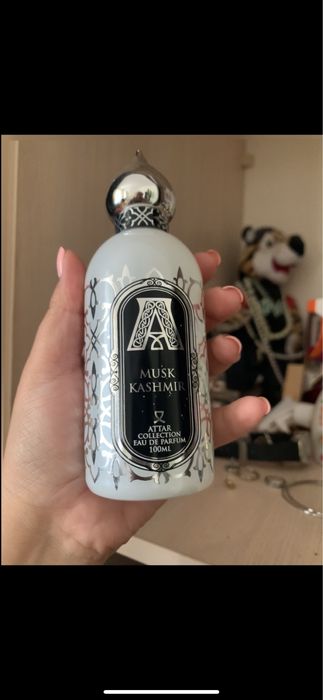 A
MUSK
KASHMIR
ATTAR
COLLECTION
EAU DE PARFUM
100ML